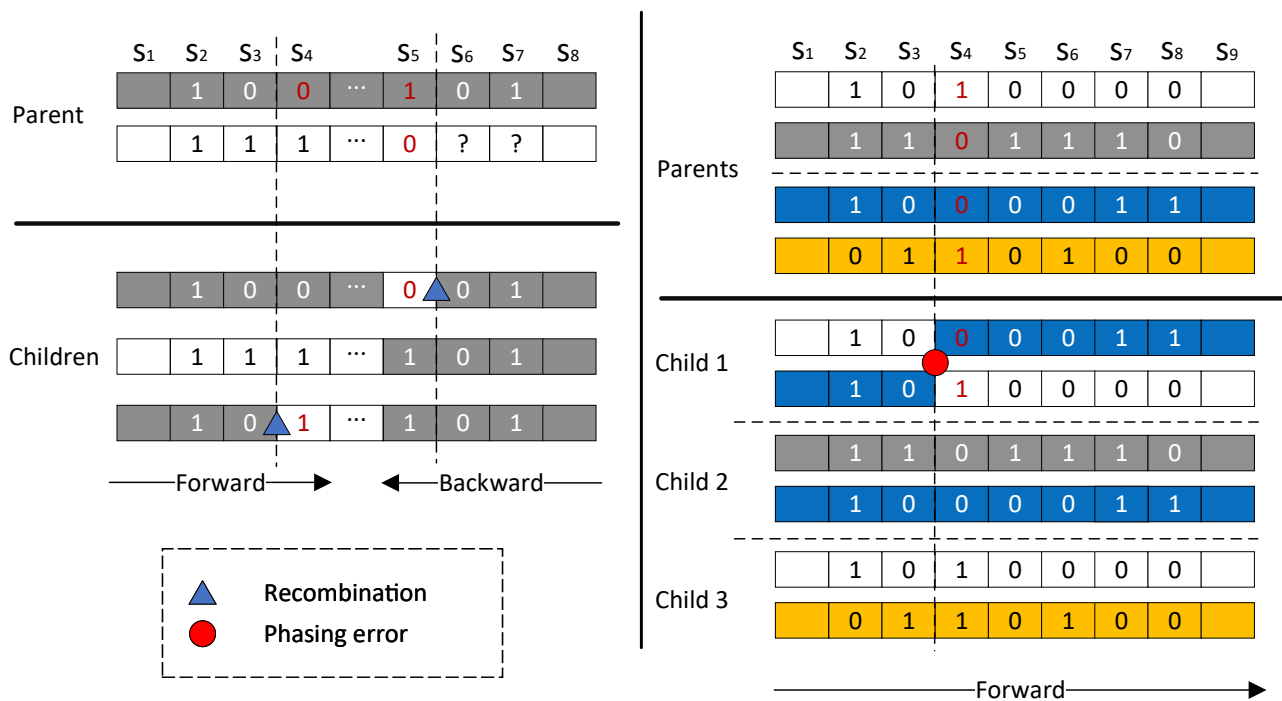 S1 S2 S3 S4 S5 S6 S7 S8
Parent
1 0 0 ... 1 0 1
1 1 1 ... 0 ? ?
Children
1 0 0 ... 0 0 1
1 1 1 ... 1 0 1
1 0 1 ... 1 0 1
Forward Backward
Recombination
Phasing error
S1 S2 S3 S4 S5 S6 S7 S8 S9
Parents
1 0 1 0 0 0 0
1 1 0 1 1 1 0
1 0 0 0 0 1 1
0 1 1 0 1 0 0
Child 1
1 0 0 0 0 1 1
1 0 1 0 0 0 0
Child 2
1 1 0 1 1 1 0
1 0 0 0 0 1 1
Child 3
1 0 1 0 0 0 0
0 1 1 0 1 0 0
Forward